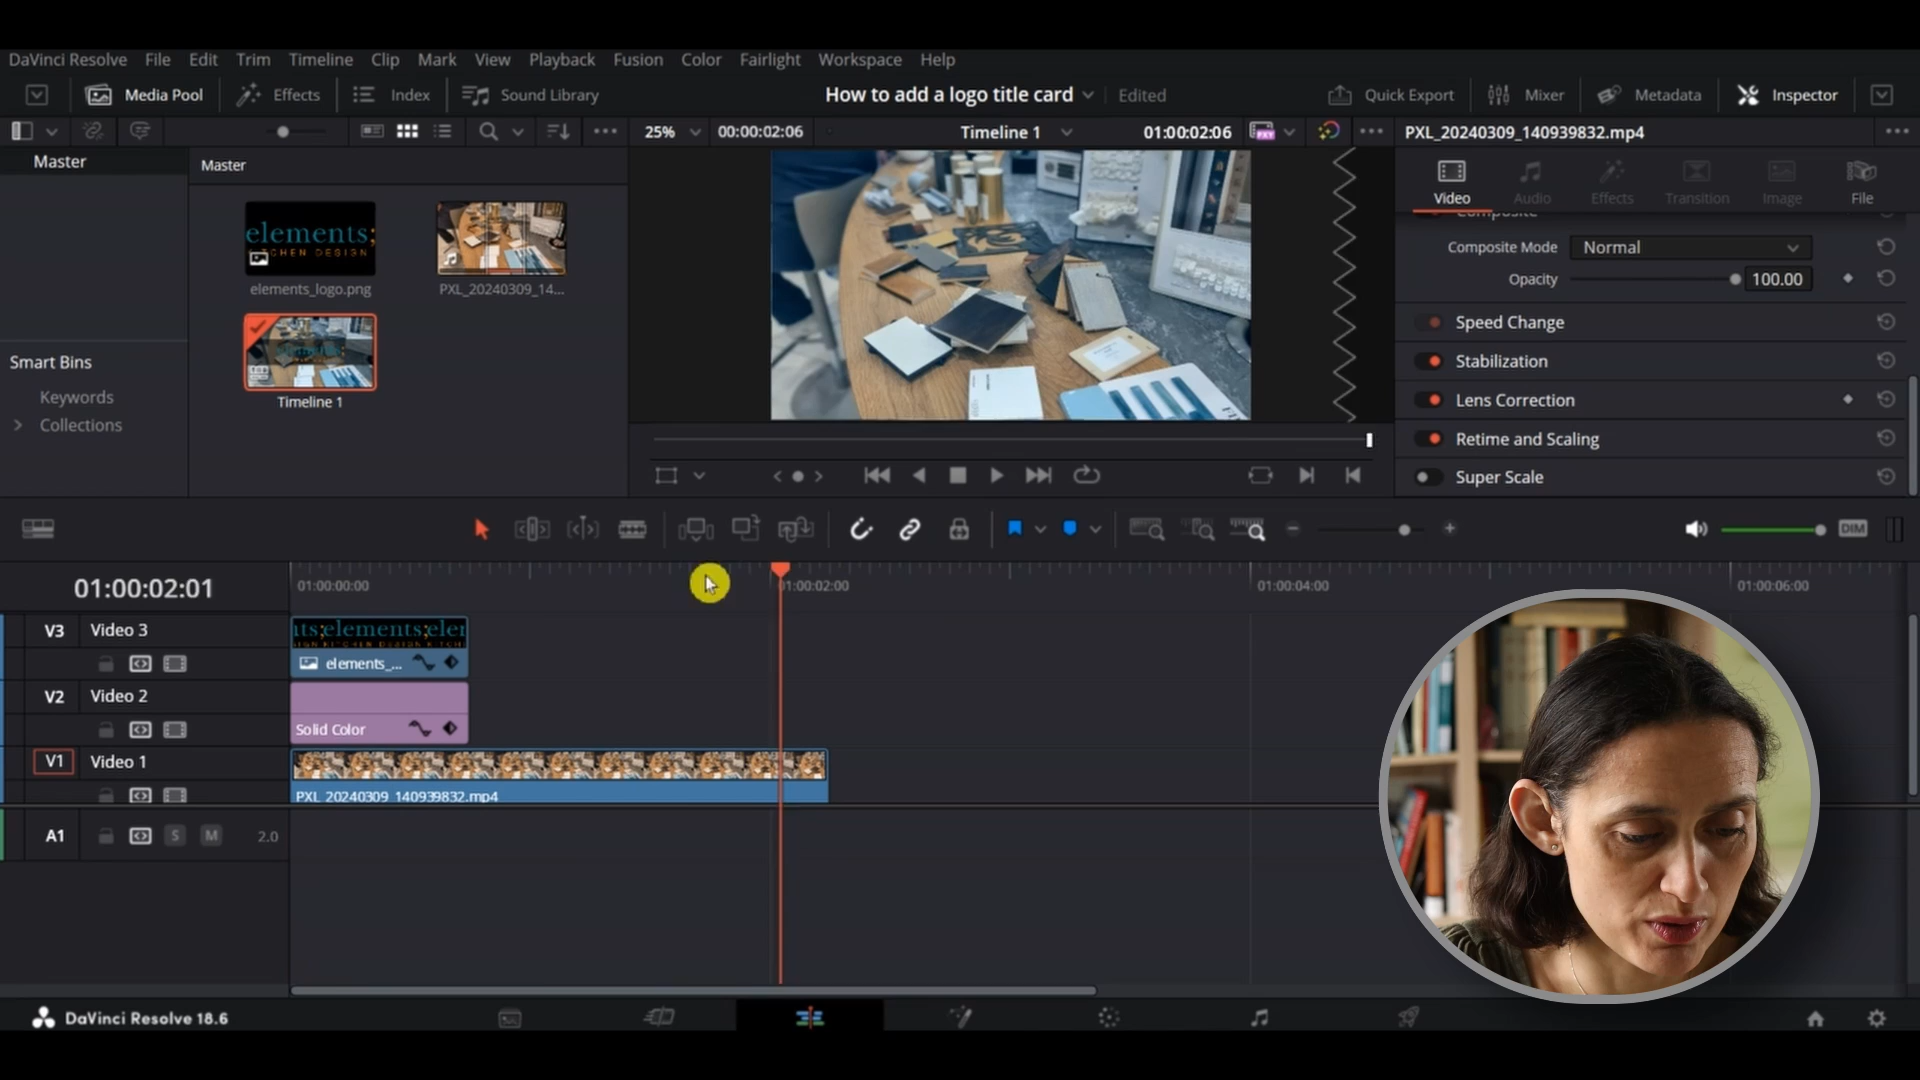 DaVinci Resolve File Edit Trim Timeline Clip Mark View Playback Fusion Color Fairlight Workspace Help
Media Pool Effects Index Sound Library How to add a logo title card Edited Quick Export Mixer Metadata Inspector
25% 00:00:02:06 Timeline 1 01:00:02:06 PXL_20240309_140939832.mp4
Master Master
Video Audio Effects Transition Image File
Composite
elements;
KITCHEN DESIGN
Composite Mode Normal
elements_logo.png PXL_20240309_14...
Opacity 100.00
Speed Change
Smart Bins
Stabilization
Keywords
Timeline 1
Lens Correction
Collections
Retime and Scaling
Super Scale
DIM
01:00:02:01 01:00:00:00 01:00:02:00 01:00:04:00 01:00:06:00
V3 Video 3 nts;elements;eler
elements_...
V2 Video 2
Solid Color
V1 Video 1
PXL_20240309_140939832.mp4
A1 S M 2.0
DaVinci Resolve 18.6